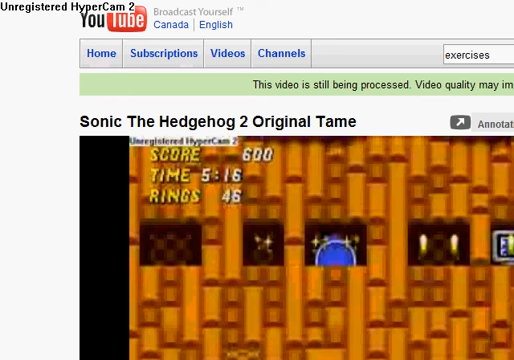 Unregistered HyperCam 2
YouTube
Broadcast Yourself ™
Canada | English
Home Subscriptions Videos Channels
exercises
This video is still being processed. Video quality may im
Sonic The Hedgehog 2 Original Tame
Annotat
Unregistered HyperCam 2
SCORE 600
TIME 5:16
RINGS 46